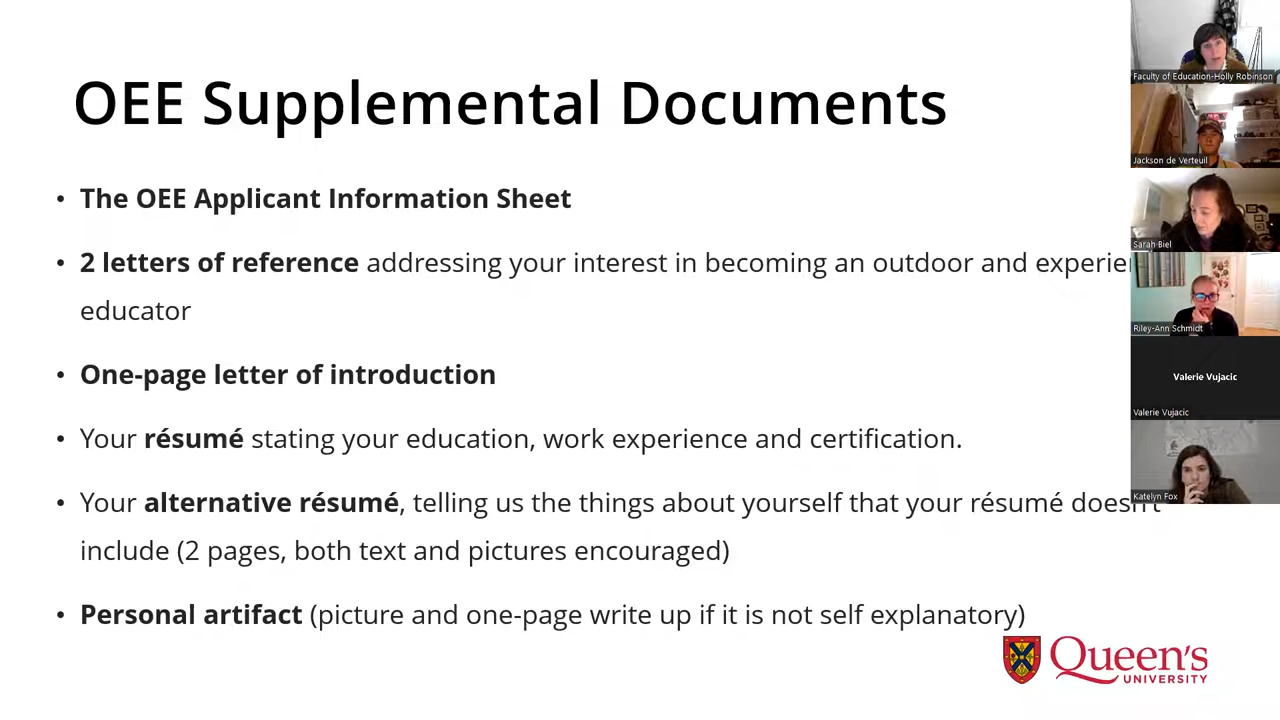 OEE Supplemental Documents
• The OEE Applicant Information Sheet
• 2 letters of reference addressing your interest in becoming an outdoor and
educator
• One-page letter of introduction
• Your résumé stating your education, work experience and certification.
• Your alternative résumé, telling us the things about yourself that your résumé doesn't
include (2 pages, both text and pictures encouraged)
• Personal artifact (picture and one-page write up if it is not self explanatory)
Queen's
UNIVERSITY
Faculty of Education-Holly Robinson
Jackson de Verteuil
Sarah Biel
Riley-Ann Schmidt
Valerie Vujacic
Valerie Vujacic
Katelyn Fox